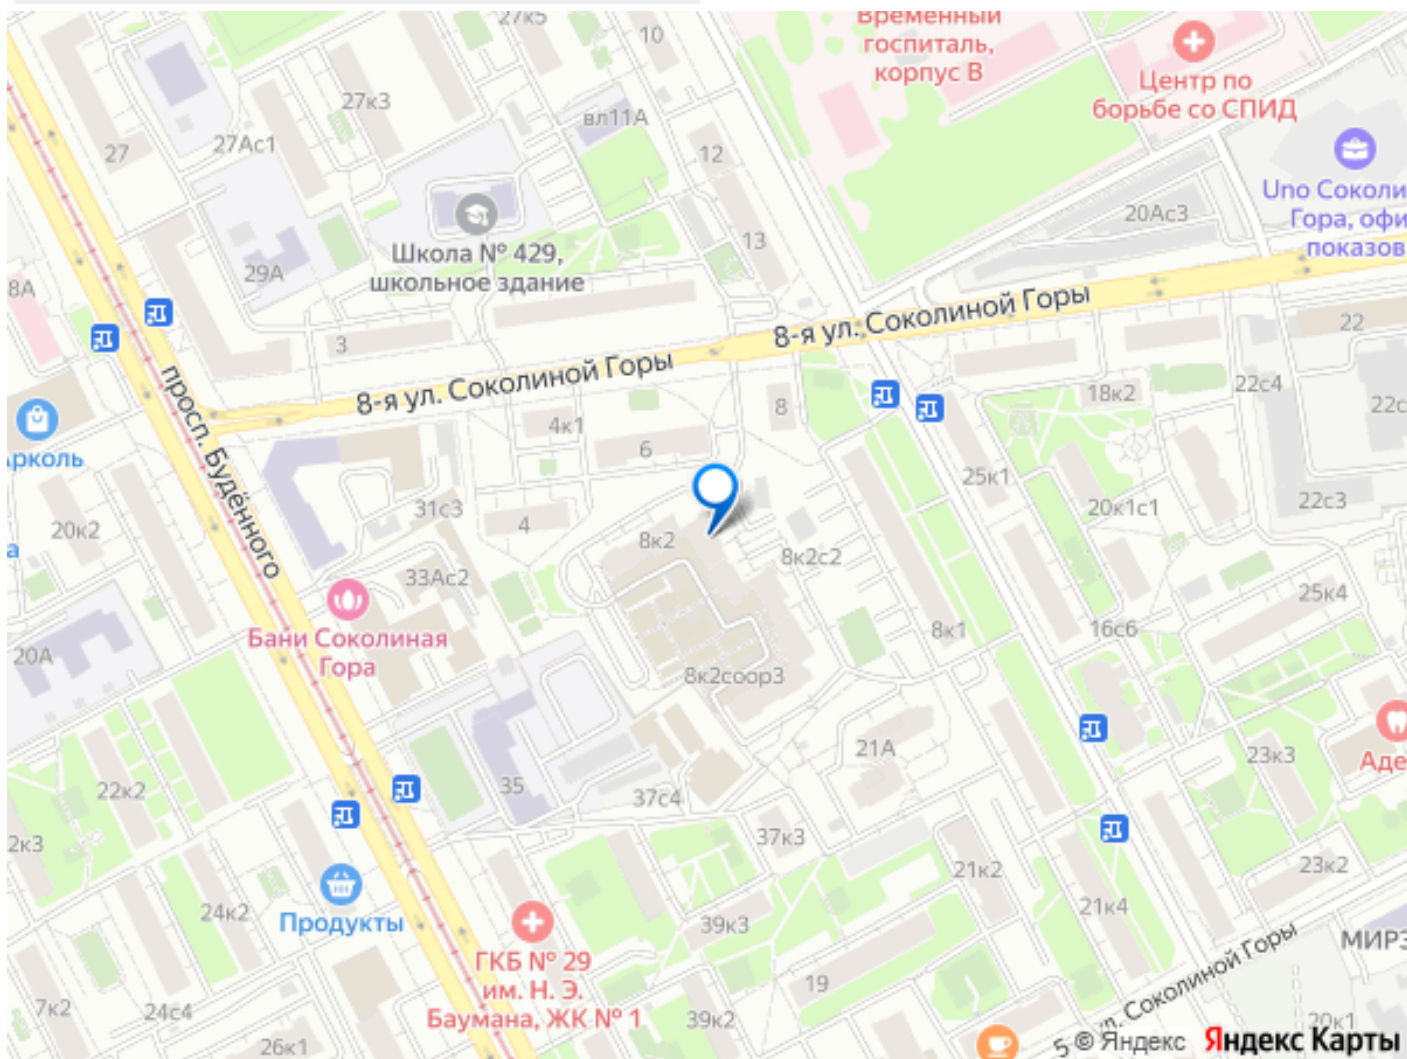 27к5
10
Временный
госпиталь,
корпус В
Центр по
борьбе со СПИД
27к3
вл11А
27
27Ас1
12
Uno Соколи
Гора, офи
показов
20Ас3
13
Школа № 429,
школьное здание
29А
8А
3
22
8-я ул. Соколиной Горы
8-я ул. Соколиной Горы
просп. Будённого
22с4
18к2
22с
8
4к1
6
Арколь
25к1
20к1с1
22с3
31с3
4
20к2
а
8к2
8к2с2
33Ас2
25к4
Бани Соколиная
Гора
8к1
16с6
20А
8к2соор3
21А
23к3
Аде
22к2
35
37с4
2к3
37к3
21к2
23к2
24к2
Продукты
39к3
21к4
ГКБ № 29
им. Н. Э.
Баумана, ЖК № 1
МИРЭ
19
7к2
24с4
39к2
20к1
26к1
5
ул. Соколиной Горы
© Яндекс Яндекс Карты